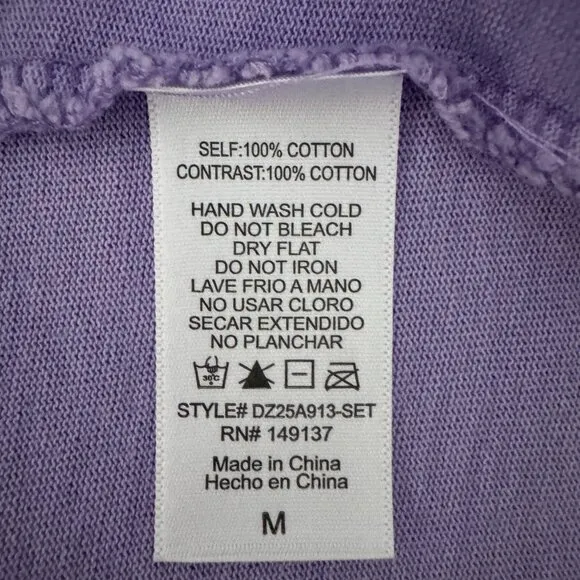 SELF:100% COTTON
CONTRAST:100% COTTON
HAND WASH COLD
DO NOT BLEACH
DRY FLAT
DO NOT IRON
LAVE FRIO A MANO
NO USAR CLORO
SECAR EXTENDIDO
NO PLANCHAR
30°C
STYLE# DZ25A913-SET
RN# 149137
Made in China
Hecho en China
M